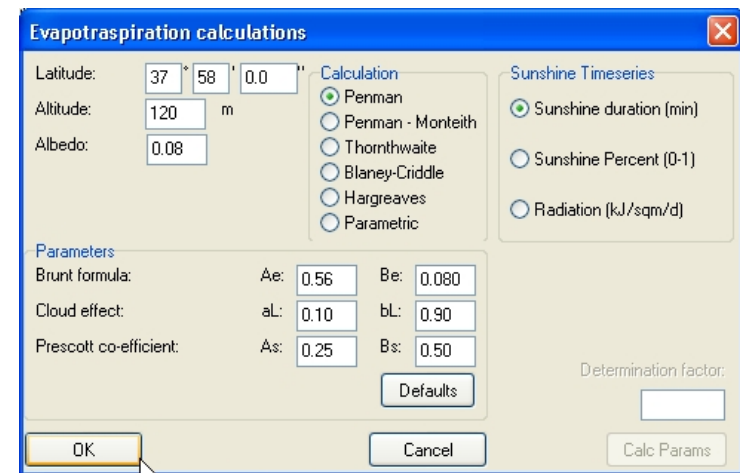 Evapotraspiration calculations
Latitude: 37 ° 58 ' 0.0 "
Altitude: 120 m
Albedo: 0.08
Calculation
Penman
Penman - Monteith
Thornthwaite
Blaney-Criddle
Hargreaves
Parametric
Sunshine Timeseries
Sunshine duration (min)
Sunshine Percent (0-1)
Radiation (kJ/sqm/d)
Parameters
Brunt formula: Ae: 0.56 Be: 0.080
Cloud effect: aL: 0.10 bL: 0.90
Prescott co-efficient: As: 0.25 Bs: 0.50
Defaults
Determination factor:
OK Cancel Calc Params